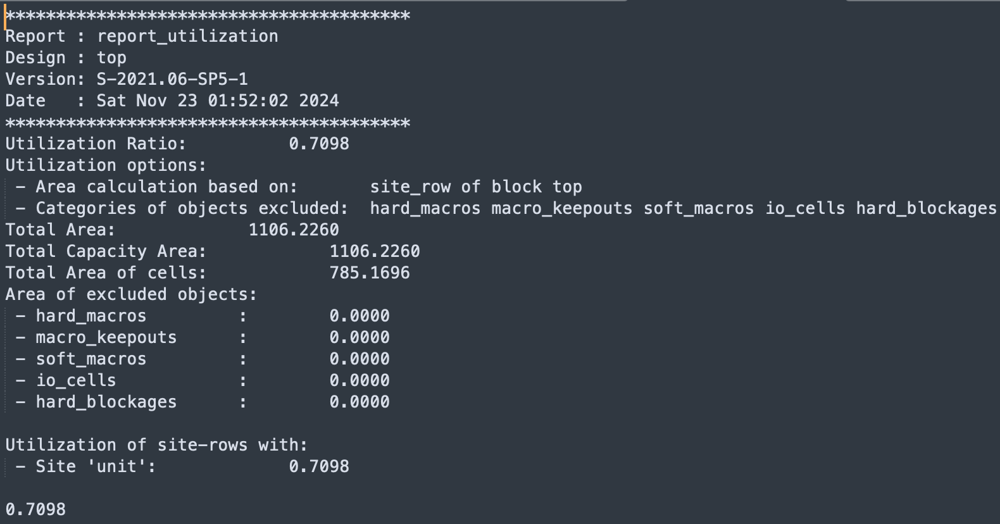 ****************************************
Report : report_utilization
Design : top
Version: S-2021.06-SP5-1
Date   : Sat Nov 23 01:52:02 2024
****************************************
Utilization Ratio:          0.7098
Utilization options:
 - Area calculation based on:       site_row of block top
 - Categories of objects excluded:  hard_macros macro_keepouts soft_macros io_cells hard_blockages
Total Area:             1106.2260
Total Capacity Area:            1106.2260
Total Area of cells:            785.1696
Area of excluded objects:
 - hard_macros         :        0.0000
 - macro_keepouts      :        0.0000
 - soft_macros         :        0.0000
 - io_cells            :        0.0000
 - hard_blockages      :        0.0000

Utilization of site-rows with:
 - Site 'unit':             0.7098

0.7098